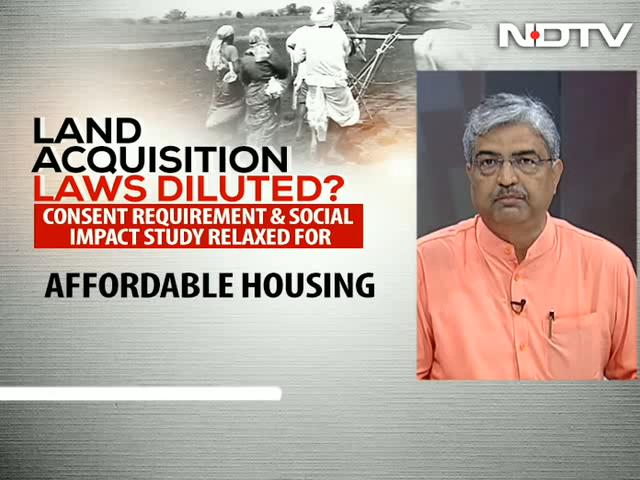 NDTV
LAND
ACQUISITION
LAWS DILUTED?
CONSENT REQUIREMENT & SOCIAL
IMPACT STUDY RELAXED FOR
AFFORDABLE HOUSING